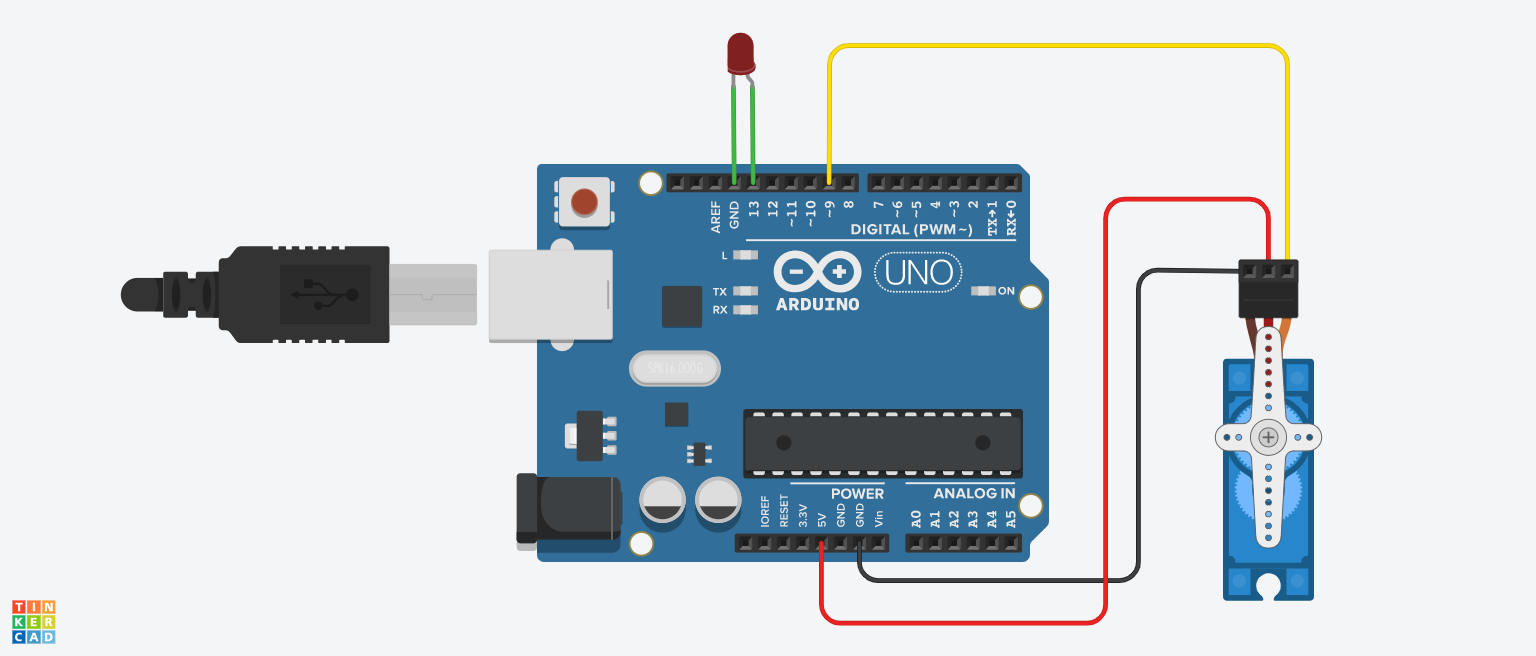 AREF
GND
13
12
~11
~10
~9
8
7
~6
~5
4
~3
2
TX→1
RX←0
DIGITAL (PWM~)
L
TX
RX
ARDUINO
UNO
ON
SPK16.000G
POWER
ANALOG IN
IOREF
RESET
3.3V
5V
GND
GND
Vin
A0
A1
A2
A3
A4
A5
TIN
KER
CAD